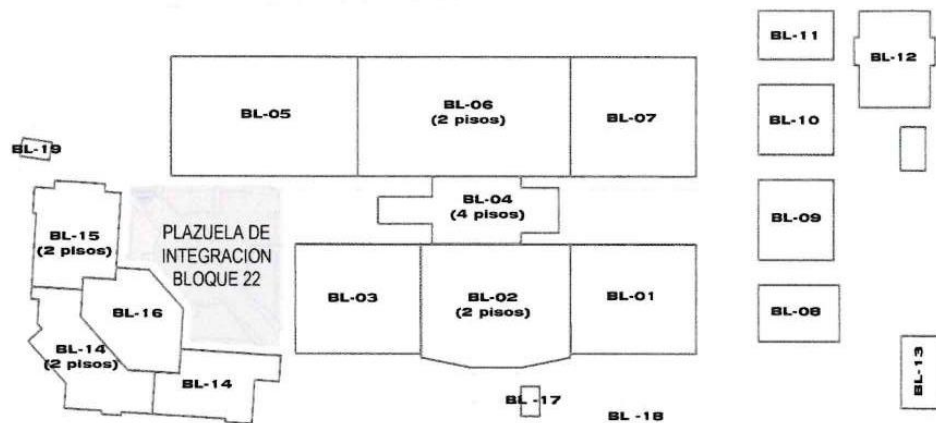 BL-11
BL-12
BL-05
BL-06
(2 pisos)
BL-07
BL-10
BL-19
BL-04
(4 pisos)
BL-09
BL-15
(2 pisos)
PLAZUELA DE
INTEGRACION
BLOQUE 22
BL-03
BL-02
(2 pisos)
BL-01
BL-16
BL-08
BL-14
(2 pisos)
BL-14
BL-13
BL -17
BL -18